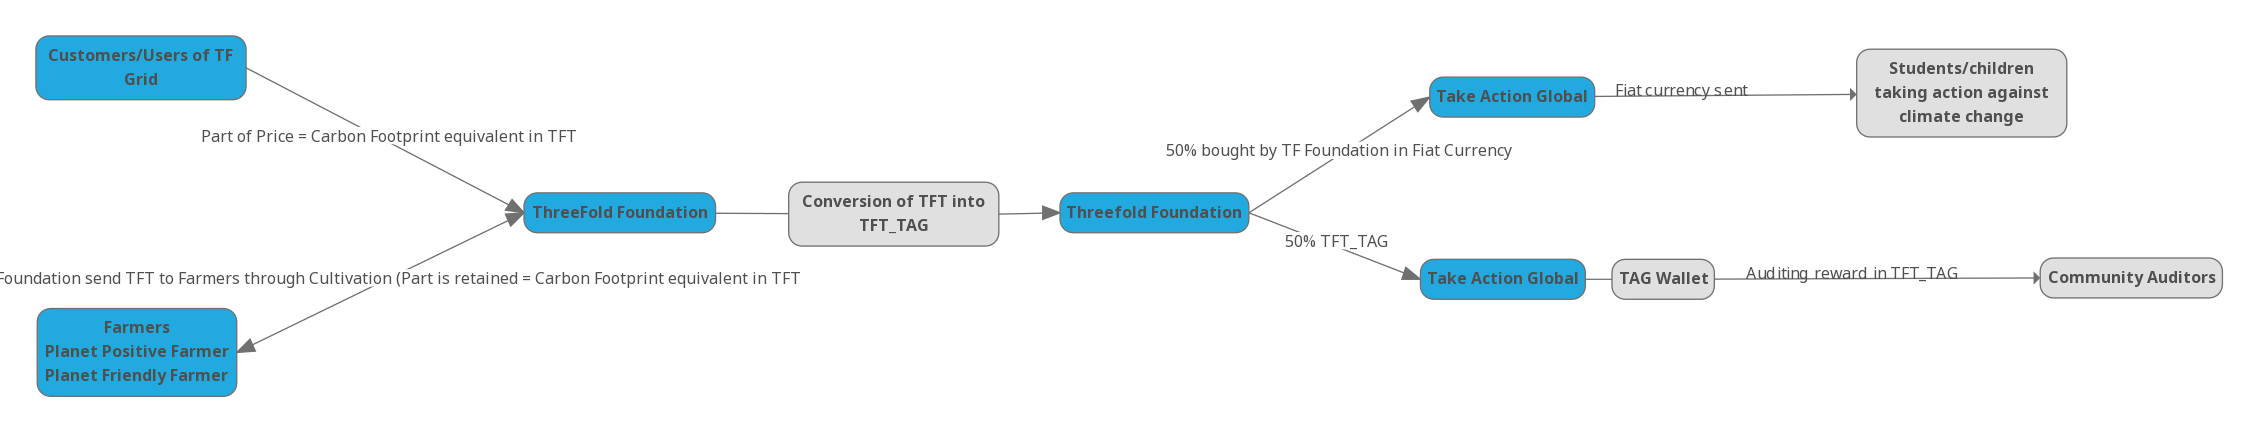 Customers/Users of TF
Grid
Part of Price = Carbon Footprint equivalent in TFT
ThreeFold Foundation
Foundation send TFT to Farmers through Cultivation (Part is retained = Carbon Footprint equivalent in TFT
Farmers
Planet Positive Farmer
Planet Friendly Farmer
Conversion of TFT into
TFT_TAG
Threefold Foundation
50% bought by TF Foundation in Fiat Currency
Take Action Global
Fiat currency sent
Students/children
taking action against
climate change
50% TFT_TAG
Take Action Global
TAG Wallet
Auditing reward in TFT_TAG
Community Auditors